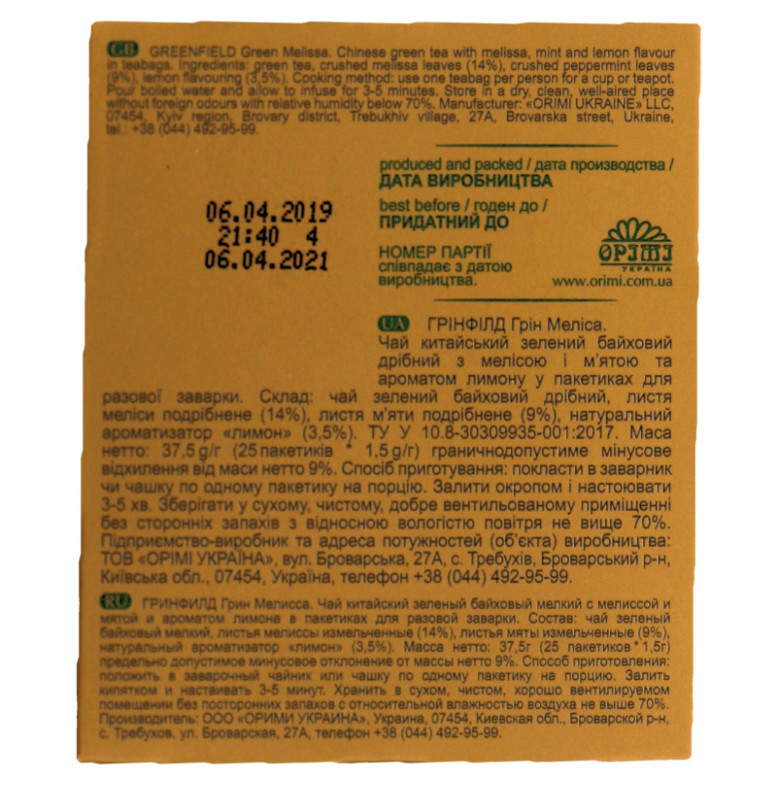 GB GREENFIELD Green Melissa. Chinese green tea with melissa, mint and lemon flavour
in teabags. Ingredients: green tea, crushed melissa leaves (14%), crushed peppermint leaves
(9%), lemon flavouring (3,5%). Cooking method: use one teabag per person for a cup or teapot.
Pour boiled water and allow to infuse for 3-5 minutes. Store in a dry, clean, well-aired place
without foreign odours with relative humidity below 70%. Manufacturer: «ORIMI UKRAINE» LLC,
07454, Kyiv region, Brovary district, Trebukhiv village, 27A, Brovarska street, Ukraine,
tel.: +38 (044) 492-95-99.
produced and packed / дата производства /
ДАТА ВИРОБНИЦТВА
best before / годен до /
ПРИДАТНИЙ ДО
06.04.2019
21:40 4
06.04.2021
НОМЕР ПАРТІЇ
співпадає з датою
виробництва.
ОРІМІ
УКРАЇНА
www.orimi.com.ua
UA ГРІНФІЛД Грін Меліса.
Чай китайський зелений байховий
дрібний з мелісою і м'ятою та
ароматом лимону у пакетиках для
разової заварки. Склад: чай зелений байховий дрібний, листя
меліси подрібнене (14%), листя м'яти подрібнене (9%), натуральний
ароматизатор «лимон» (3,5%). ТУ У 10.8-30309935-001:2017. Маса
нетто: 37,5 g/г (25 пакетиків * 1,5 g/г) граничнодопустиме мінусове
відхилення від маси нетто 9%. Спосіб приготування: покласти в заварник
чи чашку по одному пакетику на порцію. Залити окропом і настоювати
3-5 хв. Зберігати у сухому, чистому, добре вентильованому приміщенні
без сторонніх запахів з відносною вологістю повітря не вище 70%.
Підприємство-виробник та адреса потужностей (об'єкта) виробництва:
ТОВ «ОРІМІ УКРАЇНА», вул. Броварська, 27А, с. Требухів, Броварський р-н,
Київська обл., 07454, Україна, телефон +38 (044) 492-95-99.
RU ГРИНФИЛД Грин Мелисса. Чай китайский зеленый байховый мелкий с мелиссой и
мятой и ароматом лимона в пакетиках для разовой заварки. Состав: чай зеленый
байховый мелкий, листья мелиссы измельченные (14%), листья мяты измельченные (9%),
натуральный ароматизатор «лимон» (3,5%). Масса нетто: 37,5г (25 пакетиков * 1,5г)
предельно допустимое минусовое отклонение от массы нетто 9%. Способ приготовления:
положить в заварочный чайник или чашку по одному пакетику на порцию. Залить
кипятком и настаивать 3-5 минут. Хранить в сухом, чистом, хорошо вентилируемом
помещении без посторонних запахов с относительной влажностью воздуха не выше 70%.
Производитель: ООО «ОРИМИ УКРАИНА», Украина, 07454, Киевская обл., Броварской р-н,
с. Требухов, ул. Броварская, 27А, телефон +38 (044) 492-95-99.